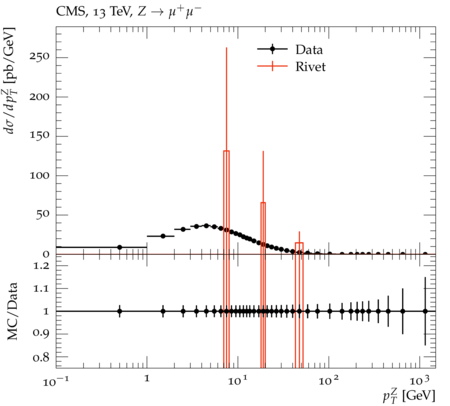 CMS, 13 TeV, Z → μ⁺μ⁻
dσ/dp_T^Z [pb/GeV]
Data
Rivet
250
200
150
100
50
0
MC/Data
1.2
1.1
1
0.9
0.8
10⁻¹ 1 10¹ 10² 10³
p_T^Z [GeV]